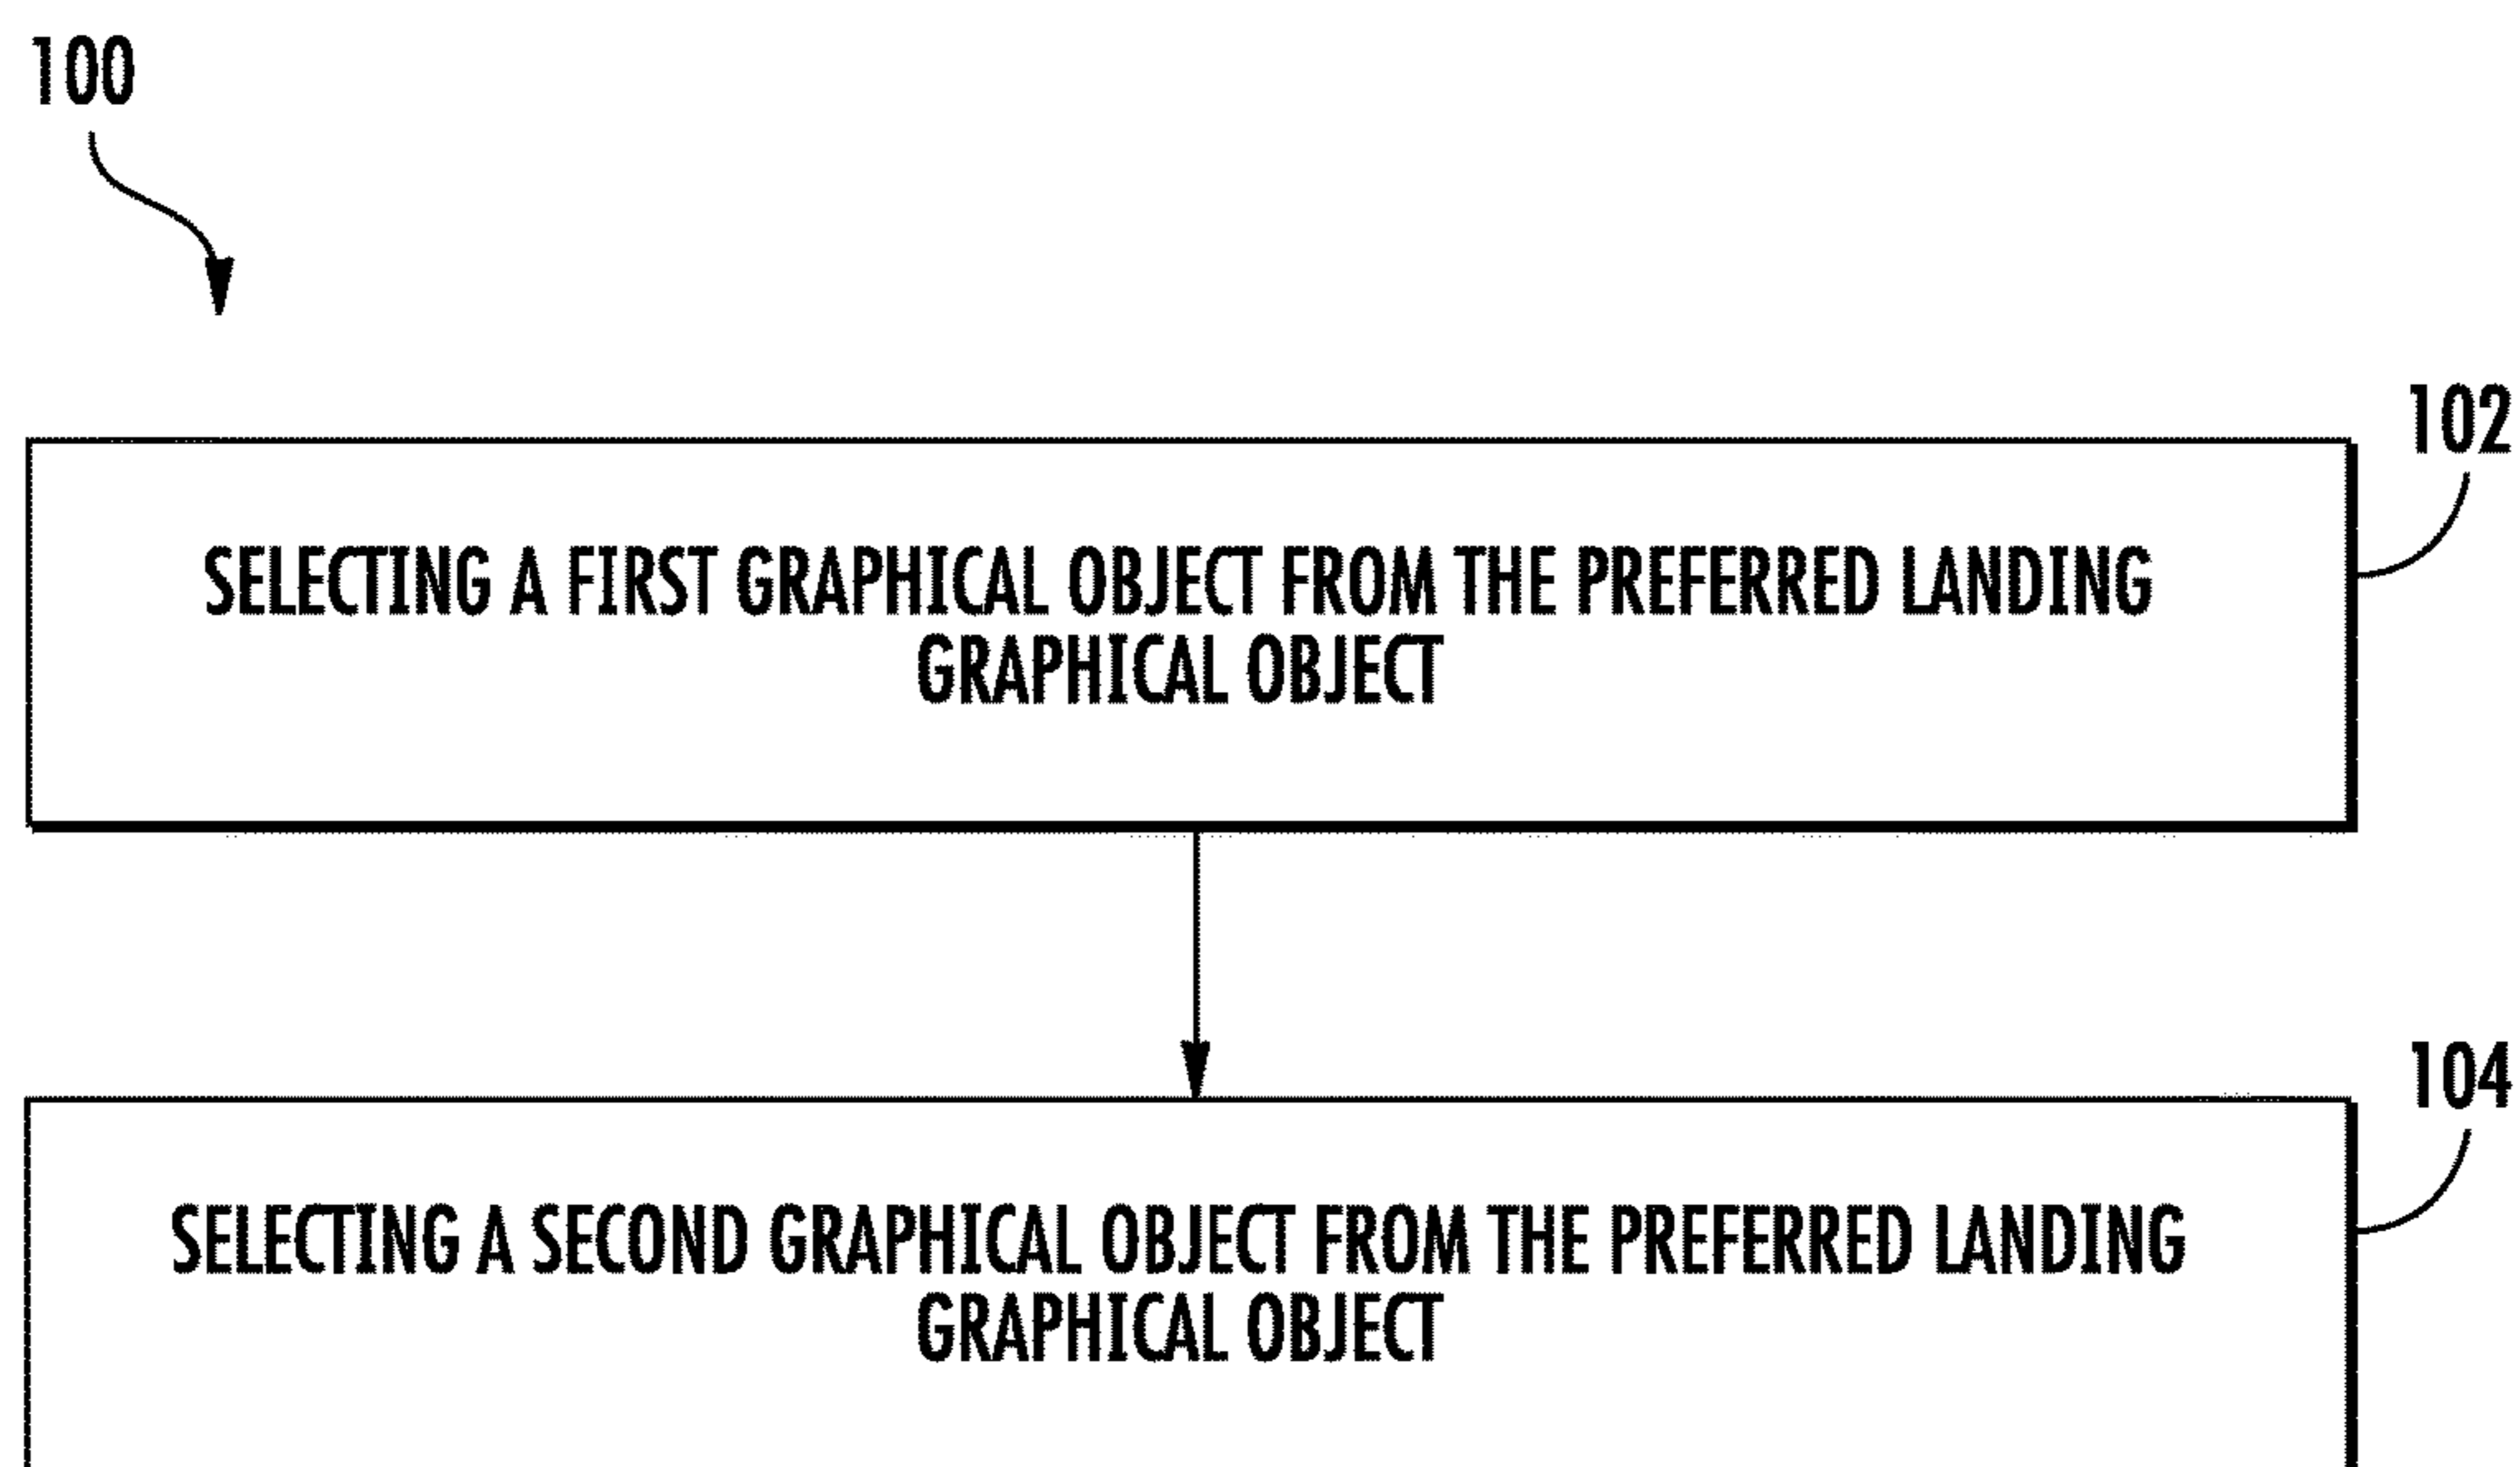 100
102
SELECTING A FIRST GRAPHICAL OBJECT FROM THE PREFERRED LANDING
GRAPHICAL OBJECT
104
SELECTING A SECOND GRAPHICAL OBJECT FROM THE PREFERRED LANDING
GRAPHICAL OBJECT